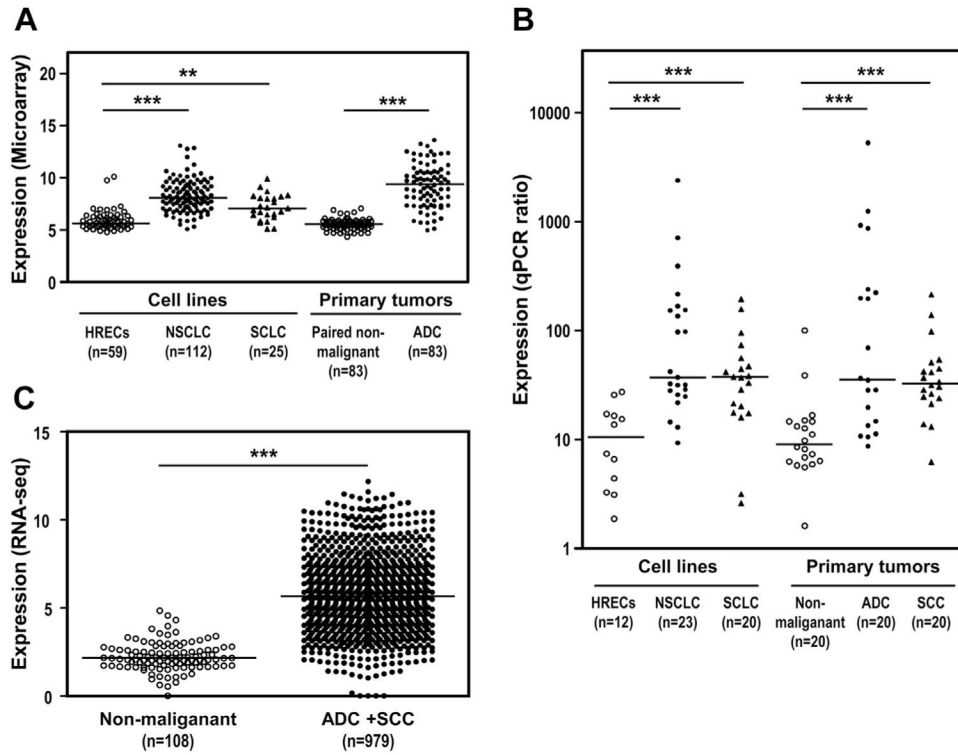 A
Expression (Microarray)
20
15
10
5
0
**
***
***
Cell lines
Primary tumors
HRECs
(n=59)
NSCLC
(n=112)
SCLC
(n=25)
Paired non-
malignant
(n=83)
ADC
(n=83)
B
Expression (qPCR ratio)
10000
1000
100
10
1
***
***
***
***
Cell lines
Primary tumors
HRECs
(n=12)
NSCLC
(n=23)
SCLC
(n=20)
Non-
maliganant
(n=20)
ADC
(n=20)
SCC
(n=20)
C
Expression (RNA-seq)
15
10
5
0
***
Non-maliganant
(n=108)
ADC +SCC
(n=979)